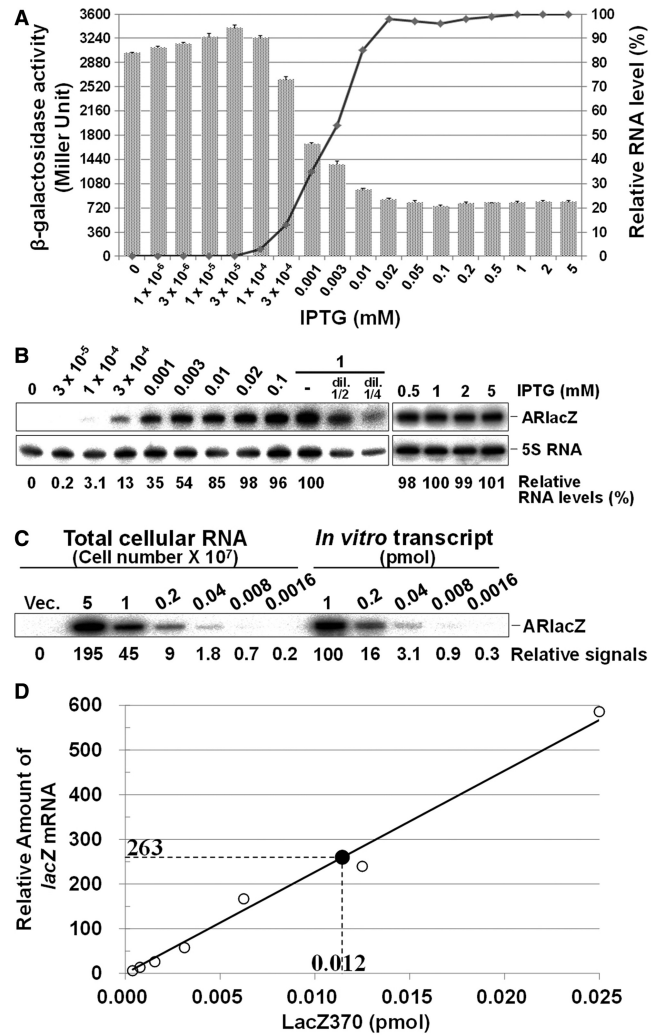 A
β-galactosidase activity
(Miller Unit)
3600
3240
2880
2520
2160
1800
1440
1080
720
360
0
100
90
80
70
60
50
40
30
20
10
0
Relative RNA level (%)
0
1 x 10-6
3 x 10-6
1 x 10-5
3 x 10-5
1 x 10-4
3 x 10-4
0.001
0.003
0.01
0.02
0.05
0.1
0.2
0.5
1
2
5
IPTG (mM)
B
0 3 x 10-5 1 x 10-4 3 x 10-4 0.001 0.003 0.01 0.02 0.1 1 0.5 1 2 5 IPTG (mM)
- dil. 1/2 dil. 1/4
ARlacZ
5S RNA
0 0.2 3.1 13 35 54 85 98 96 100 98 100 99 101 Relative
RNA levels (%)
C
Total cellular RNA
(Cell number X 107)
In vitro transcript
(pmol)
Vec. 5 1 0.2 0.04 0.008 0.0016 1 0.2 0.04 0.008 0.0016
ARlacZ
0 195 45 9 1.8 0.7 0.2 100 16 3.1 0.9 0.3 Relative signals
D
Relative Amount of
lacZ mRNA
600
500
400
300
200
100
0
263
0.012
0.000 0.005 0.010 0.015 0.020 0.025
LacZ370 (pmol)